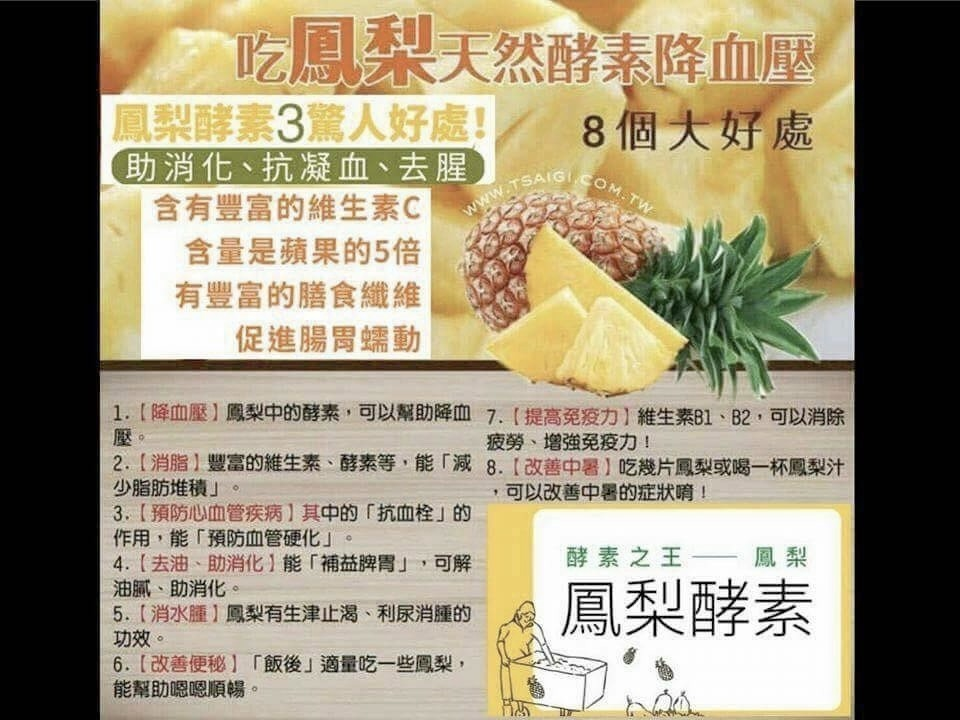 吃鳳梨天然酵素降血壓
8個大好處
鳳梨酵素3驚人好處!
助消化、抗凝血、去腥
WWW.TSAIGI.COM.TW
含有豐富的維生素C
含量是蘋果的5倍
有豐富的膳食纖維
促進腸胃蠕動
1.【降血壓】鳳梨中的酵素,可以幫助降血
壓。
2.【消脂】豐富的維生素、酵素等,能「減
少脂肪堆積」。
3.【預防心血管疾病】其中的「抗血栓」的
作用,能「預防血管硬化」。
4.【去油、助消化】能「補益脾胃」,可解
油膩、助消化。
5.【消水腫】鳳梨有生津止渴、利尿消腫的
功效。
6.【改善便秘】「飯後」適量吃一些鳳梨,
能幫助嗯嗯順暢。
7.【提高免疫力】維生素B1、B2,可以消除
疲勞、增強免疫力!
8.【改善中暑】吃幾片鳳梨或喝一杯鳳梨汁
,可以改善中暑的症狀唷!
酵素之王——鳳梨
鳳梨酵素